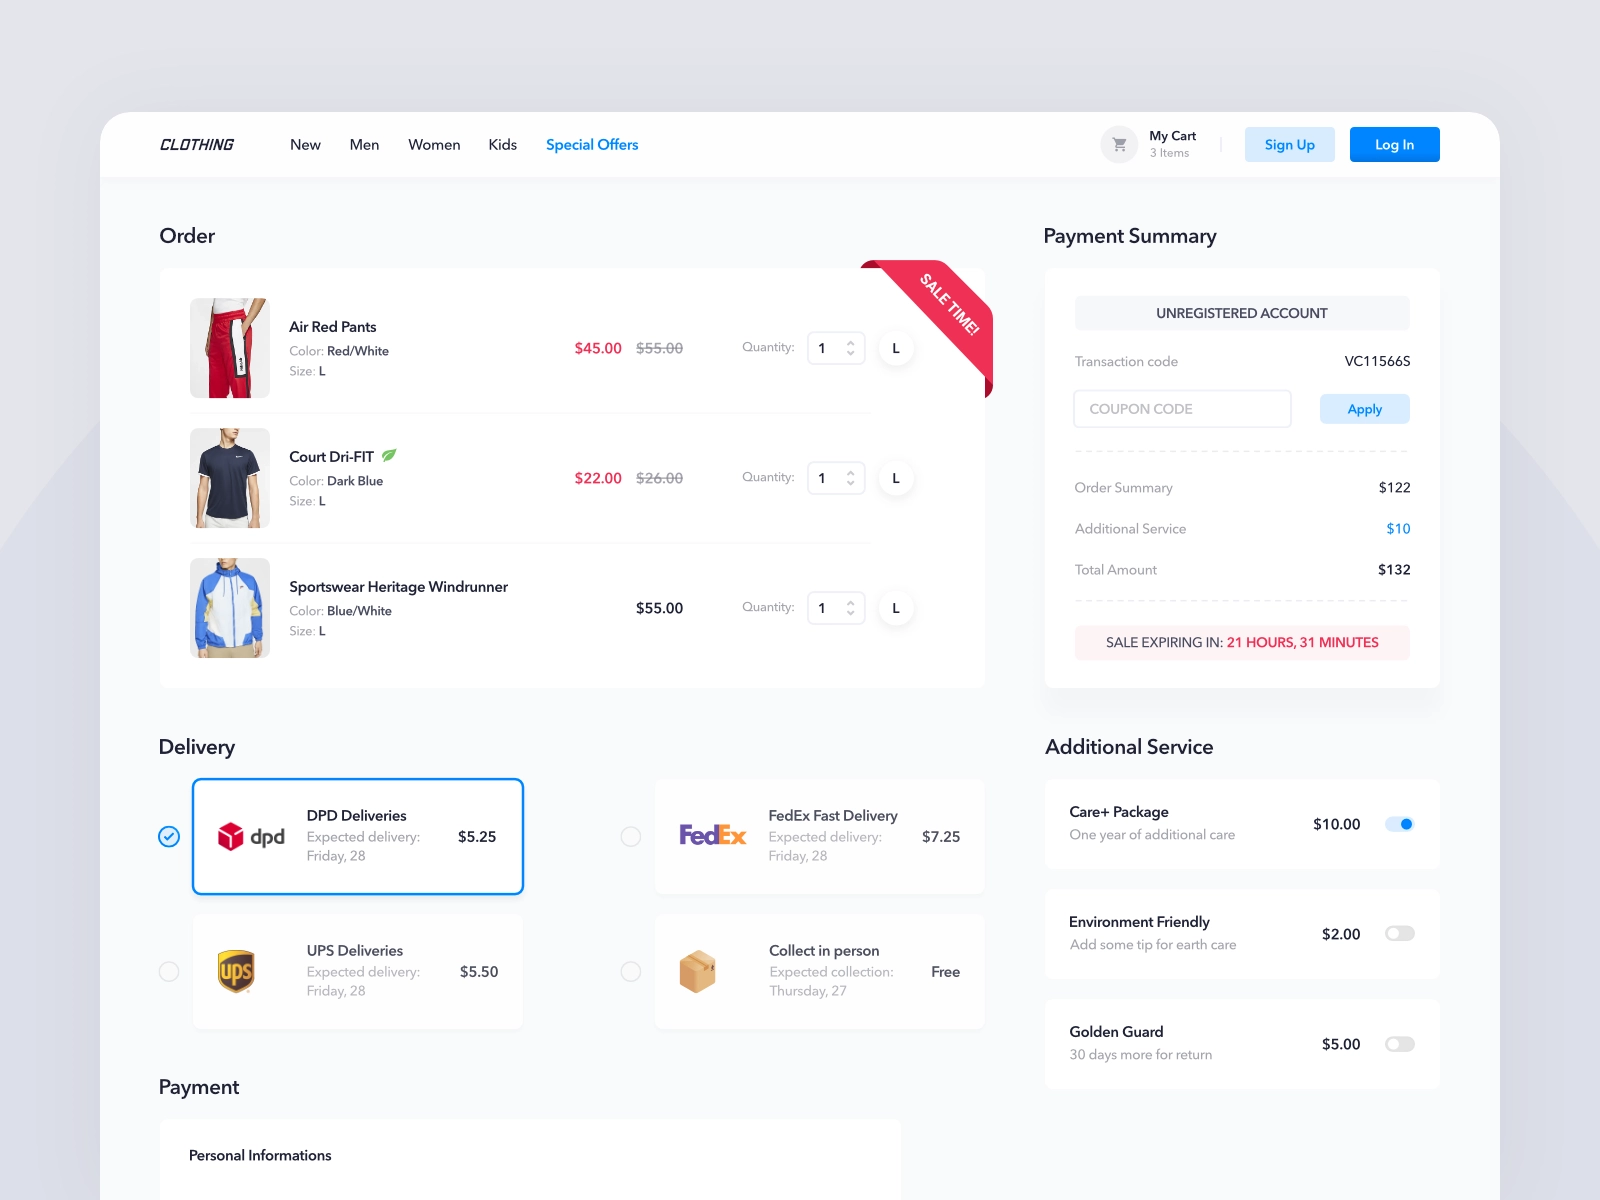 CLOTHING
New
Men
Women
Kids
Special Offers
My Cart
3 Items
Sign Up
Log In
Order
SALE TIME!
Air Red Pants
Color: Red/White
Size: L
$45.00 $55.00
Quantity: 1
L
Court Dri-FIT
Color: Dark Blue
Size: L
$22.00 $26.00
Quantity: 1
L
Sportswear Heritage Windrunner
Color: Blue/White
Size: L
$55.00
Quantity: 1
L
Payment Summary
UNREGISTERED ACCOUNT
Transaction code VC11566S
COUPON CODE
Apply
Order Summary $122
Additional Service $10
Total Amount $132
SALE EXPIRING IN: 21 HOURS, 31 MINUTES
Delivery
dpd
DPD Deliveries
Expected delivery:
Friday, 28
$5.25
FedEx
FedEx Fast Delivery
Expected delivery:
Friday, 28
$7.25
ups
UPS Deliveries
Expected delivery:
Friday, 28
$5.50
Collect in person
Expected collection:
Thursday, 27
Free
Additional Service
Care+ Package
One year of additional care
$10.00
Environment Friendly
Add some tip for earth care
$2.00
Golden Guard
30 days more for return
$5.00
Payment
Personal Informations